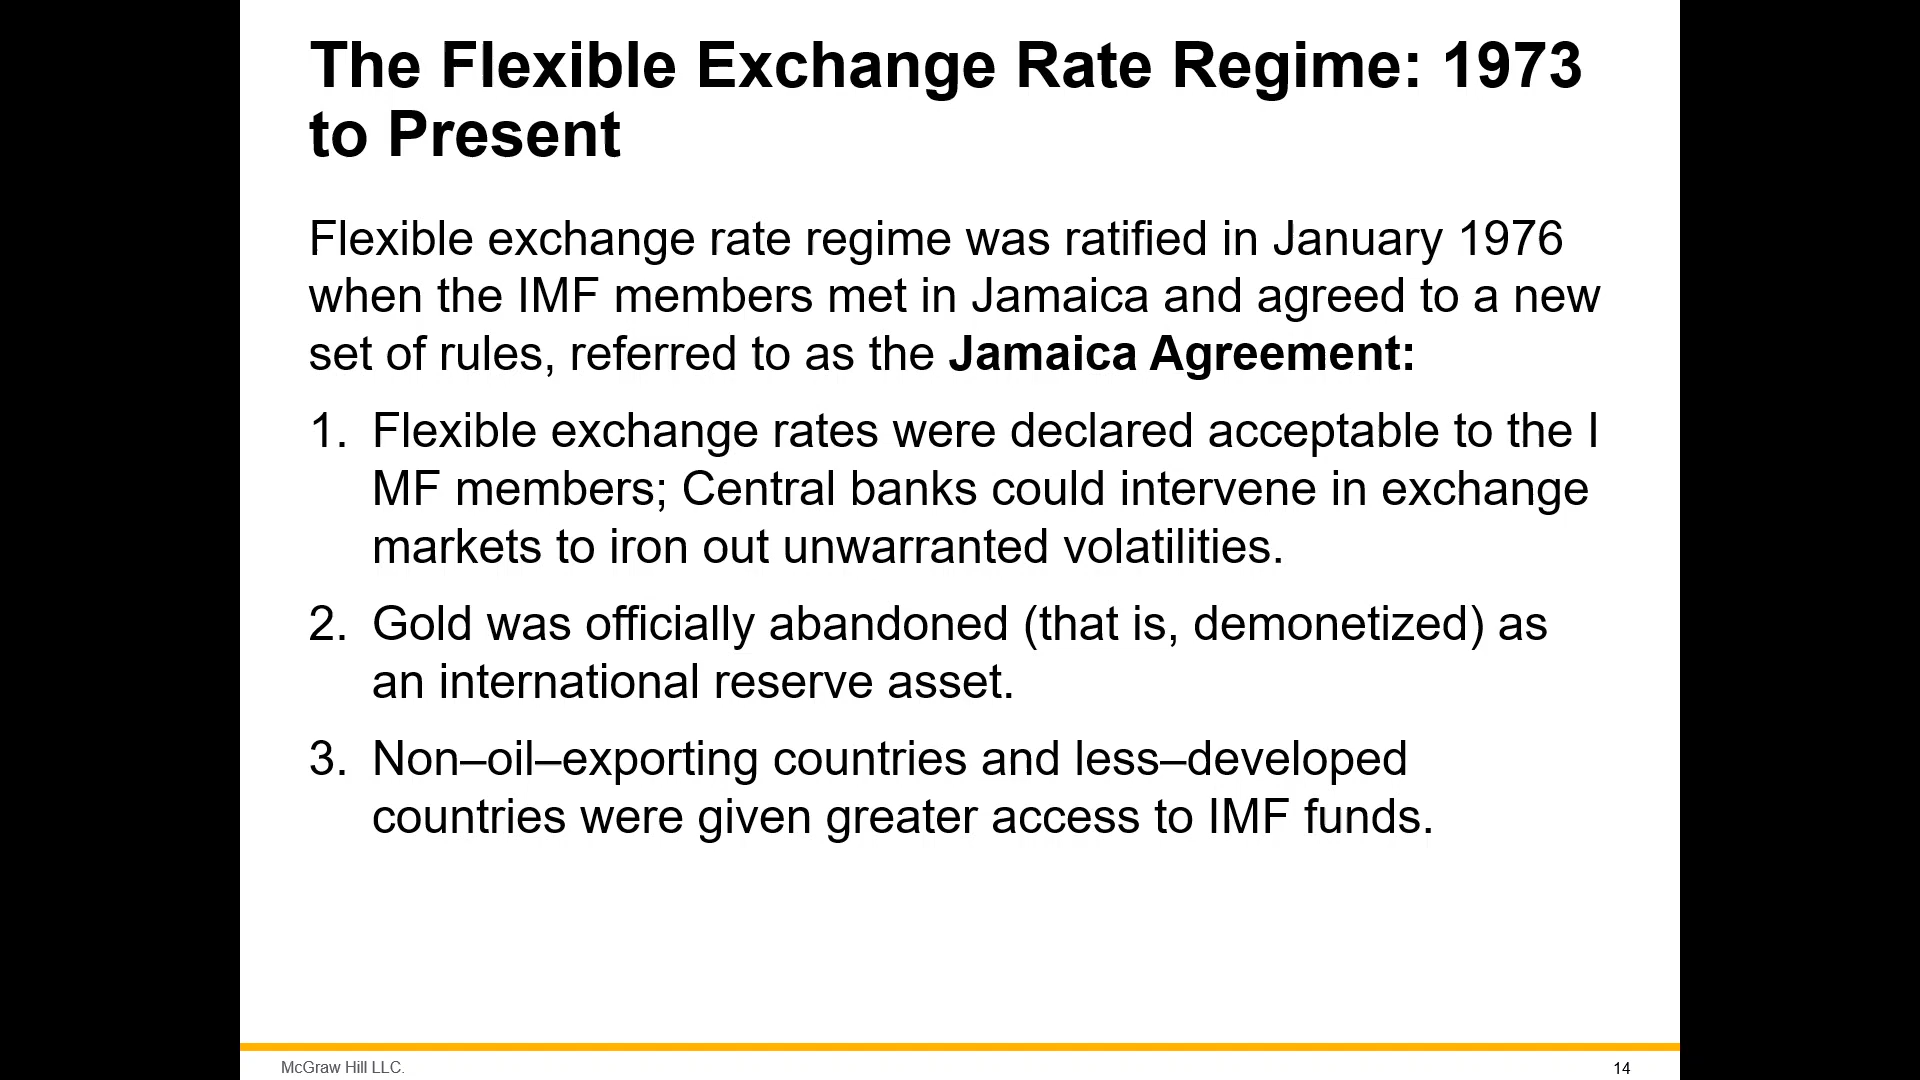 The Flexible Exchange Rate Regime: 1973
to Present
Flexible exchange rate regime was ratified in January 1976
when the IMF members met in Jamaica and agreed to a new
set of rules, referred to as the Jamaica Agreement:
1. Flexible exchange rates were declared acceptable to the I
MF members; Central banks could intervene in exchange
markets to iron out unwarranted volatilities.
2. Gold was officially abandoned (that is, demonetized) as
an international reserve asset.
3. Non–oil–exporting countries and less–developed
countries were given greater access to IMF funds.
McGraw Hill LLC.
14